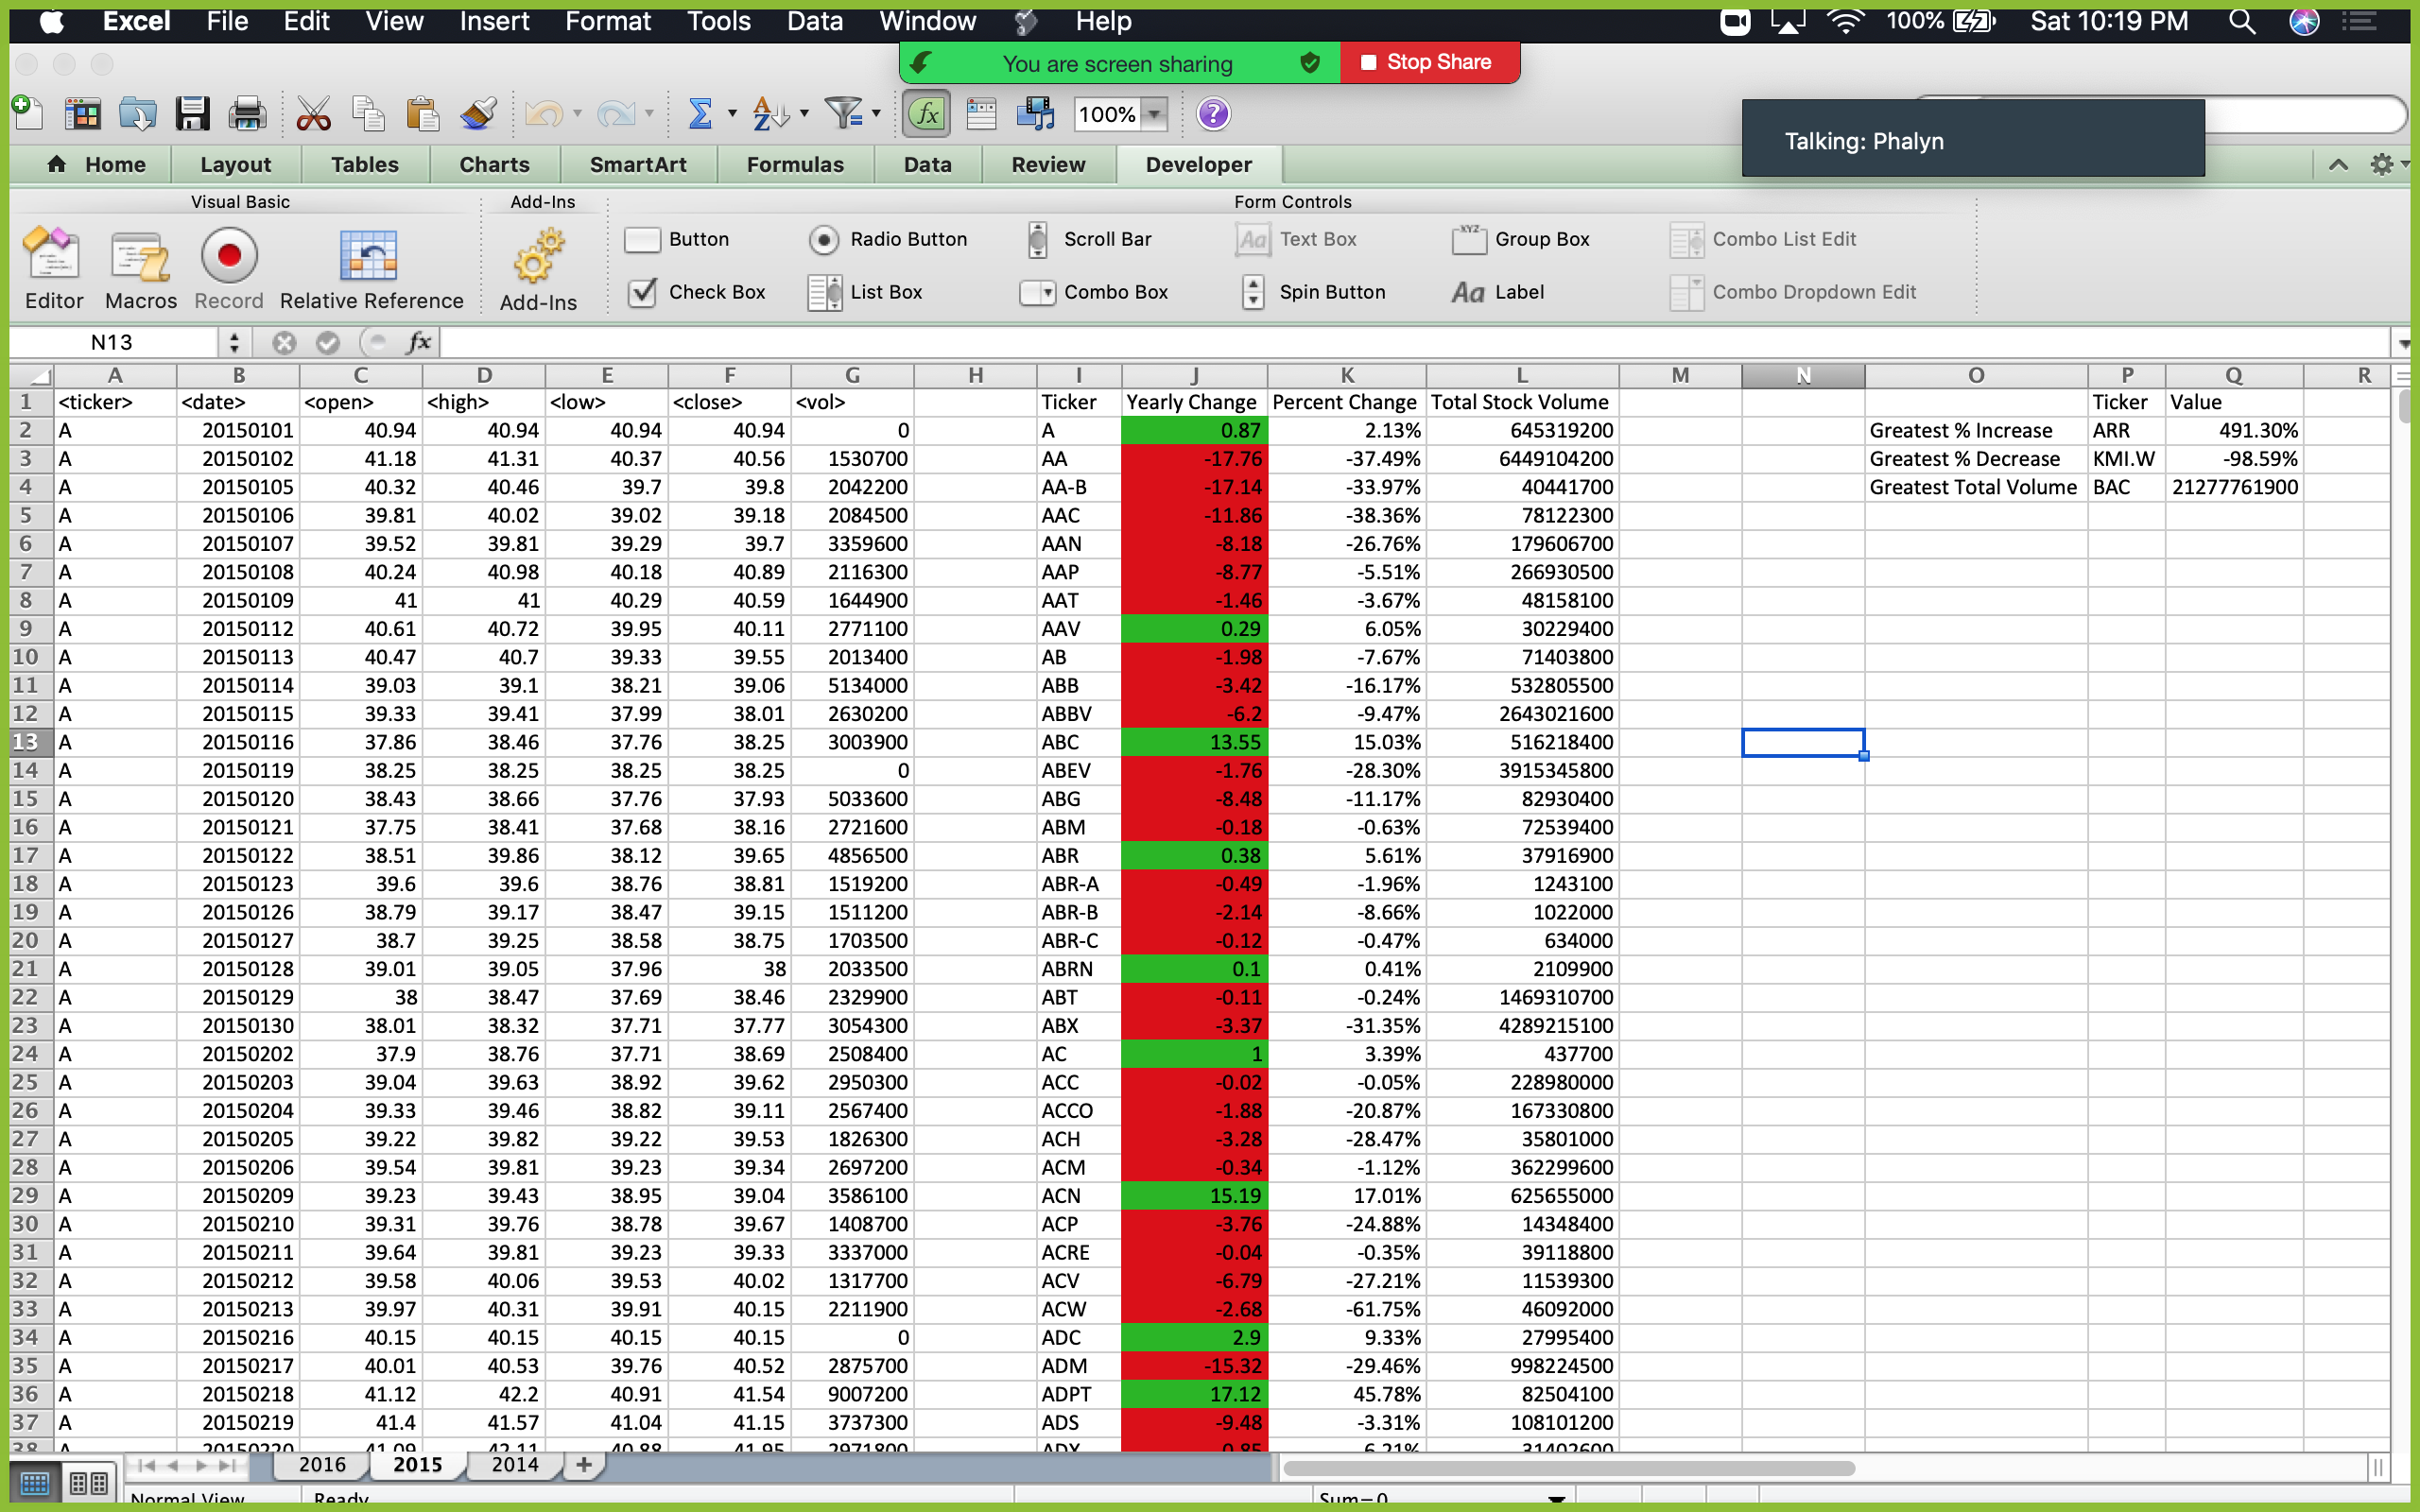 Excel File Edit View Insert Format Tools Data Window Help 100% Sat 10:19 PM
You are screen sharing Stop Share
100%
Talking: Phalyn
Home Layout Tables Charts SmartArt Formulas Data Review Developer
Visual Basic Add-Ins Form Controls
Button Radio Button Scroll Bar Text Box Group Box Combo List Edit
Check Box List Box Combo Box Spin Button Label Combo Dropdown Edit
Editor Macros Record Relative Reference Add-Ins
N13 fx
A B C D E F G H I J K L M N O P Q R
1 <ticker> <date> <open> <high> <low> <close> <vol> Ticker Yearly Change Percent Change Total Stock Volume Ticker Value
2 A 20150101 40.94 40.94 40.94 40.94 0 A 0.87 2.13% 645319200 Greatest % Increase ARR 491.30%
3 A 20150102 41.18 41.31 40.37 40.56 1530700 AA -17.76 -37.49% 6449104200 Greatest % Decrease KMI.W -98.59%
4 A 20150105 40.32 40.46 39.7 39.8 2042200 AA-B -17.14 -33.97% 40441700 Greatest Total Volume BAC 21277761900
5 A 20150106 39.81 40.02 39.02 39.18 2084500 AAC -11.86 -38.36% 78122300
6 A 20150107 39.52 39.81 39.29 39.7 3359600 AAN -8.18 -26.76% 179606700
7 A 20150108 40.24 40.98 40.18 40.89 2116300 AAP -8.77 -5.51% 266930500
8 A 20150109 41 41 40.29 40.59 1644900 AAT -1.46 -3.67% 48158100
9 A 20150112 40.61 40.72 39.95 40.11 2771100 AAV 0.29 6.05% 30229400
10 A 20150113 40.47 40.7 39.33 39.55 2013400 AB -1.98 -7.67% 71403800
11 A 20150114 39.03 39.1 38.21 39.06 5134000 ABB -3.42 -16.17% 532805500
12 A 20150115 39.33 39.41 37.99 38.01 2630200 ABBV -6.2 -9.47% 2643021600
13 A 20150116 37.86 38.46 37.76 38.25 3003900 ABC 13.55 15.03% 516218400
14 A 20150119 38.25 38.25 38.25 38.25 0 ABEV -1.76 -28.30% 3915345800
15 A 20150120 38.43 38.66 37.76 37.93 5033600 ABG -8.48 -11.17% 82930400
16 A 20150121 37.75 38.41 37.68 38.16 2721600 ABM -0.18 -0.63% 72539400
17 A 20150122 38.51 39.86 38.12 39.65 4856500 ABR 0.38 5.61% 37916900
18 A 20150123 39.6 39.6 38.76 38.81 1519200 ABR-A -0.49 -1.96% 1243100
19 A 20150126 38.79 39.17 38.47 39.15 1511200 ABR-B -2.14 -8.66% 1022000
20 A 20150127 38.7 39.25 38.58 38.75 1703500 ABR-C -0.12 -0.47% 634000
21 A 20150128 39.01 39.05 37.96 38 2033500 ABRN 0.1 0.41% 2109900
22 A 20150129 38 38.47 37.69 38.46 2329900 ABT -0.11 -0.24% 1469310700
23 A 20150130 38.01 38.32 37.71 37.77 3054300 ABX -3.37 -31.35% 4289215100
24 A 20150202 37.9 38.76 37.71 38.69 2508400 AC 1 3.39% 437700
25 A 20150203 39.04 39.63 38.92 39.62 2950300 ACC -0.02 -0.05% 228980000
26 A 20150204 39.33 39.46 38.82 39.11 2567400 ACCO -1.88 -20.87% 167330800
27 A 20150205 39.22 39.82 39.22 39.53 1826300 ACH -3.28 -28.47% 35801000
28 A 20150206 39.54 39.81 39.23 39.34 2697200 ACM -0.34 -1.12% 362299600
29 A 20150209 39.23 39.43 38.95 39.04 3586100 ACN 15.19 17.01% 625655000
30 A 20150210 39.31 39.76 38.78 39.67 1408700 ACP -3.76 -24.88% 14348400
31 A 20150211 39.64 39.81 39.23 39.33 3337000 ACRE -0.04 -0.35% 39118800
32 A 20150212 39.58 40.06 39.53 40.02 1317700 ACV -6.79 -27.21% 11539300
33 A 20150213 39.97 40.31 39.91 40.15 2211900 ACW -2.68 -61.75% 46092000
34 A 20150216 40.15 40.15 40.15 40.15 0 ADC 2.9 9.33% 27995400
35 A 20150217 40.01 40.53 39.76 40.52 2875700 ADM -15.32 -29.46% 998224500
36 A 20150218 41.12 42.2 40.91 41.54 9007200 ADPT 17.12 45.78% 82504100
37 A 20150219 41.4 41.57 41.04 41.15 3737300 ADS -9.48 -3.31% 108101200
38 A 20150220 41.09 42.11 40.88 41.95 2971800 ADX
2016 2015 2014
Normal View Ready Sum=0